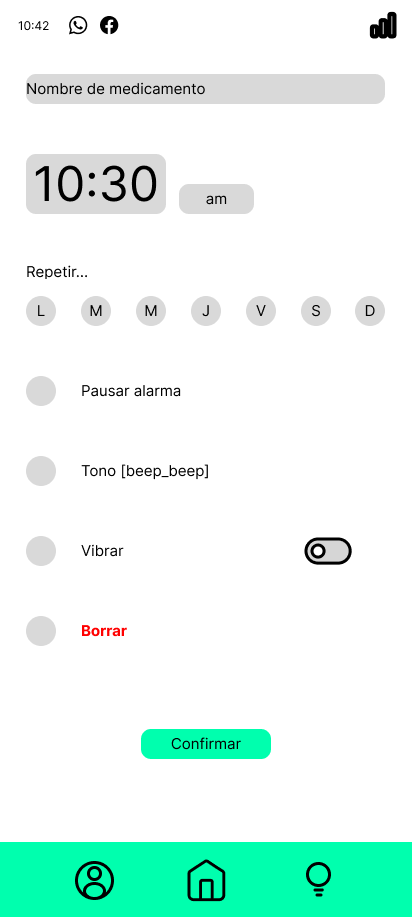 10:42
Nombre de medicamento
10:30
am
Repetir...
L M M J V S D
Pausar alarma
Tono [beep_beep]
Vibrar
Borrar
Confirmar